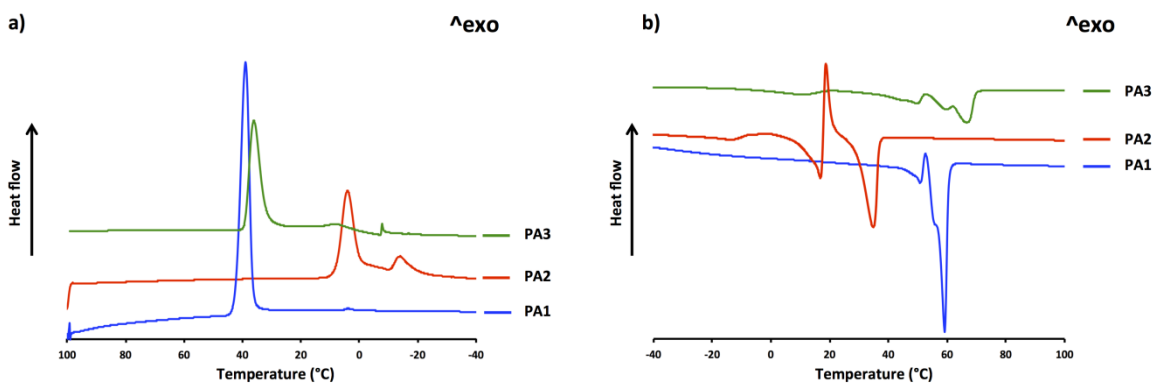 a)
^exo
Heat flow
PA3
PA2
PA1
100 80 60 40 20 0 -20 -40
Temperature (°C)
b)
^exo
Heat flow
PA3
PA2
PA1
-40 -20 0 20 40 60 80 100
Temperature (°C)